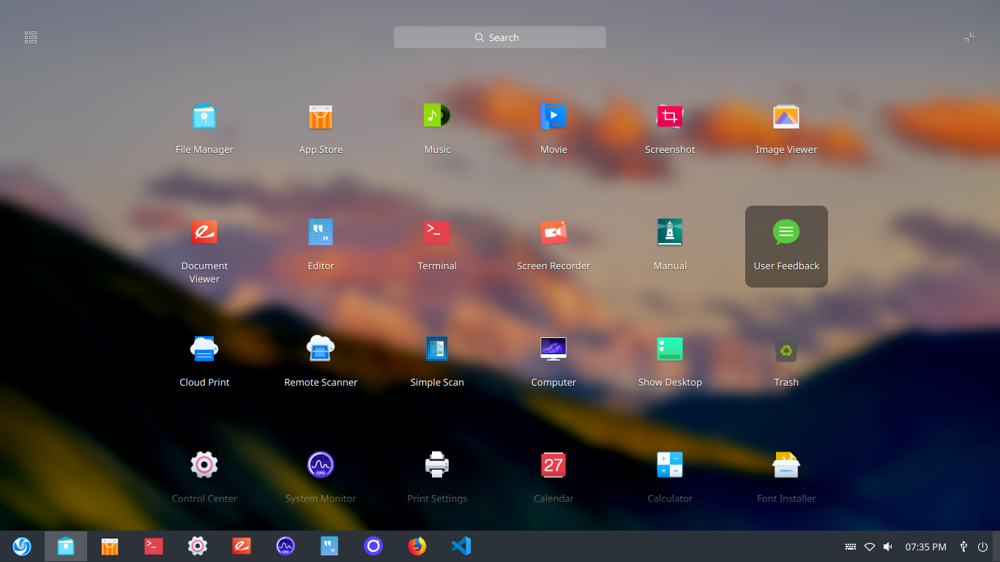 Search
File Manager
App Store
Music
Movie
Screenshot
Image Viewer
Document
Viewer
Editor
Terminal
Screen Recorder
Manual
User Feedback
Cloud Print
Remote Scanner
Simple Scan
Computer
Show Desktop
Trash
CPU
27
deepin
Control Center
System Monitor
Print Settings
Calendar
Calculator
Font Installer
07:35 PM